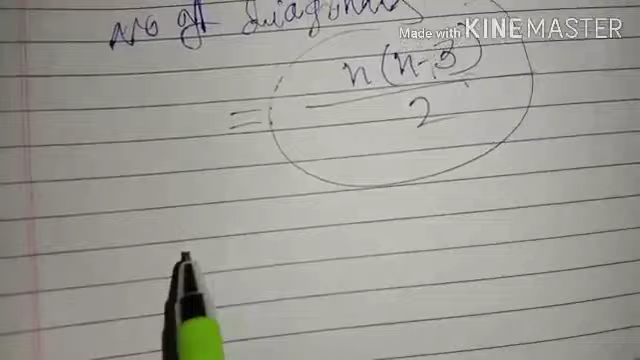 No of diagonals
Made with KINEMASTER
= n(n-3)
2